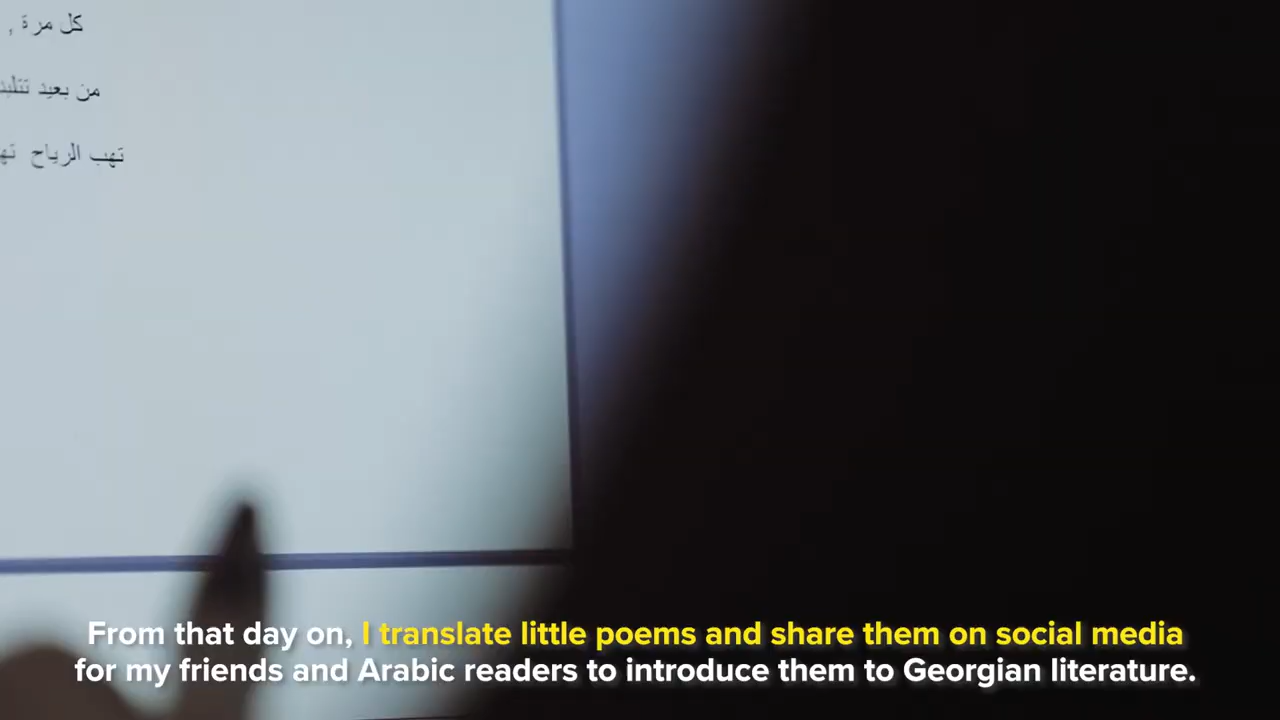 كل مرة ,
من بعيد
تهب الرياح
From that day on, I translate little poems and share them on social media
for my friends and Arabic readers to introduce them to Georgian literature.